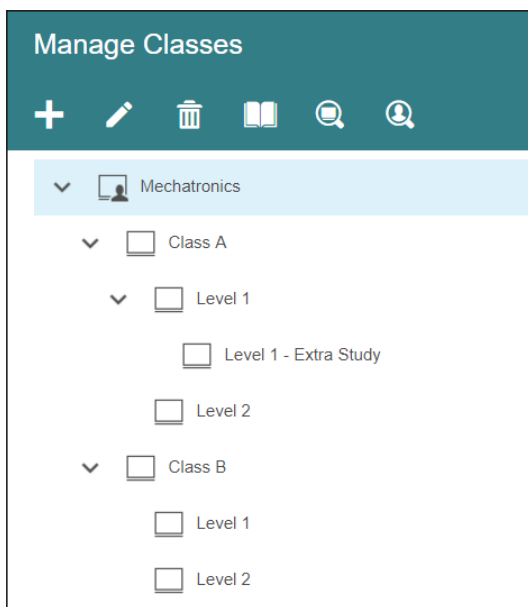 Manage Classes
Mechatronics
Class A
Level 1
Level 1 - Extra Study
Level 2
Class B
Level 1
Level 2